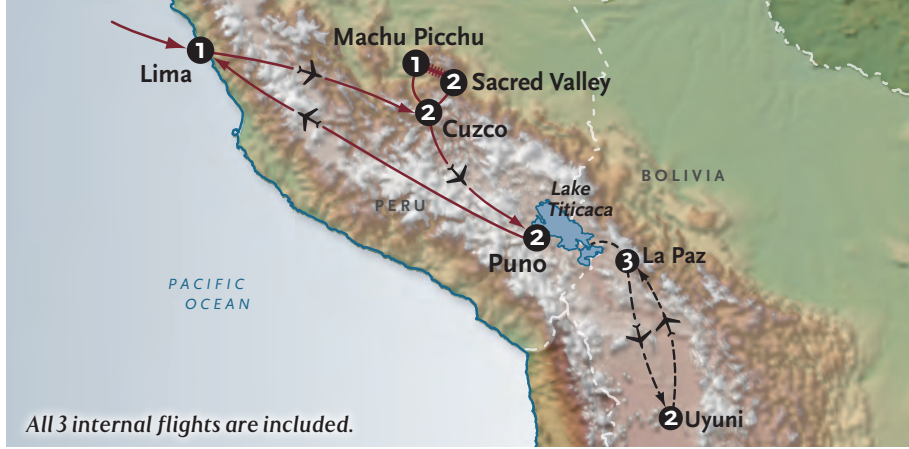 Machu Picchu
1
1
Lima
2
Sacred Valley
2
Cuzco
BOLIVIA
Lake
Titicaca
PERU
2
Puno
3
La Paz
PACIFIC
OCEAN
2
Uyuni
All 3 internal flights are included.